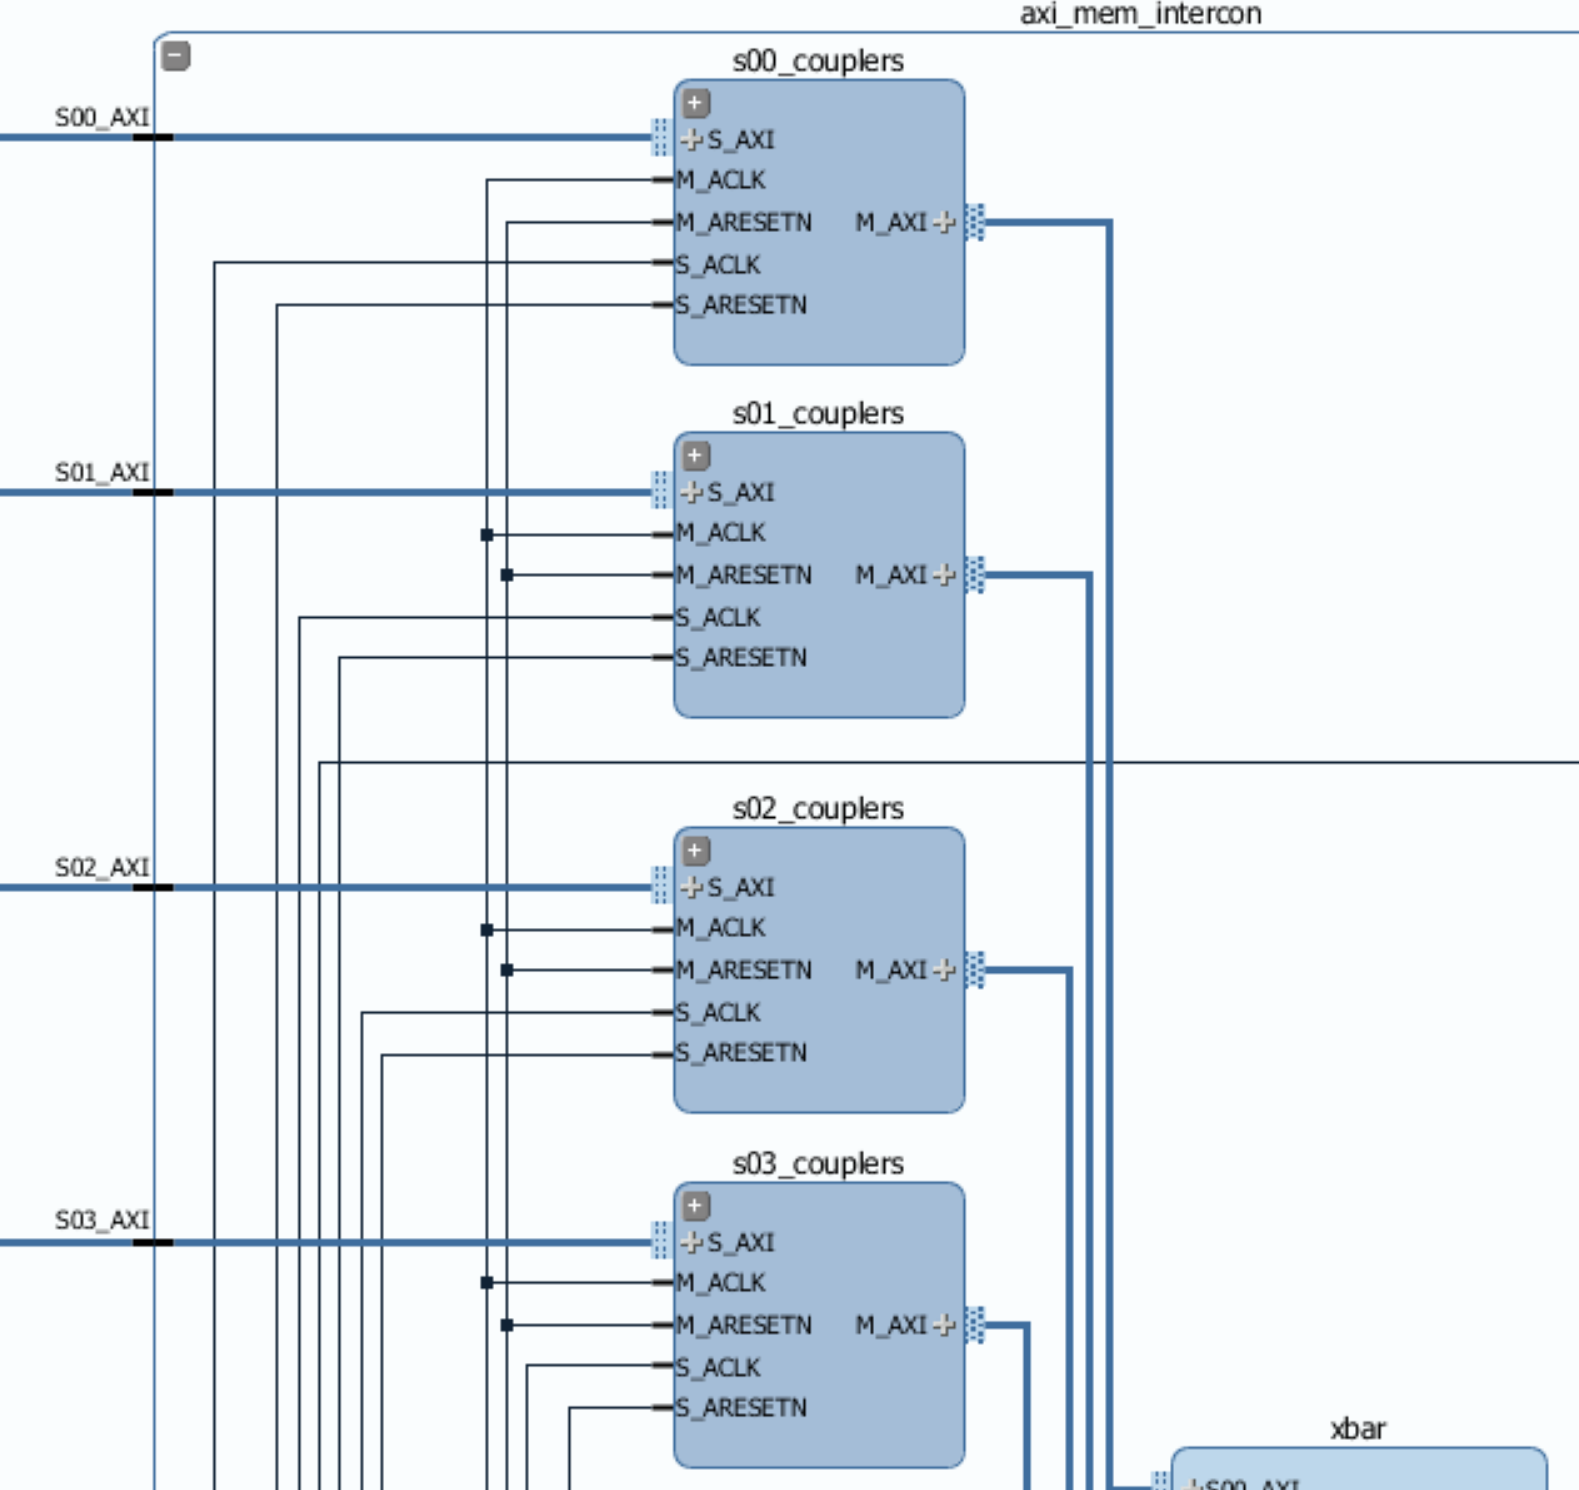 axi_mem_intercon
s00_couplers
S00_AXI
S_AXI
M_ACLK
M_ARESETN M_AXI
S_ACLK
S_ARESETN
s01_couplers
S01_AXI
S_AXI
M_ACLK
M_ARESETN M_AXI
S_ACLK
S_ARESETN
s02_couplers
S02_AXI
S_AXI
M_ACLK
M_ARESETN M_AXI
S_ACLK
S_ARESETN
s03_couplers
S03_AXI
S_AXI
M_ACLK
M_ARESETN M_AXI
S_ACLK
S_ARESETN
xbar
S00_AXI